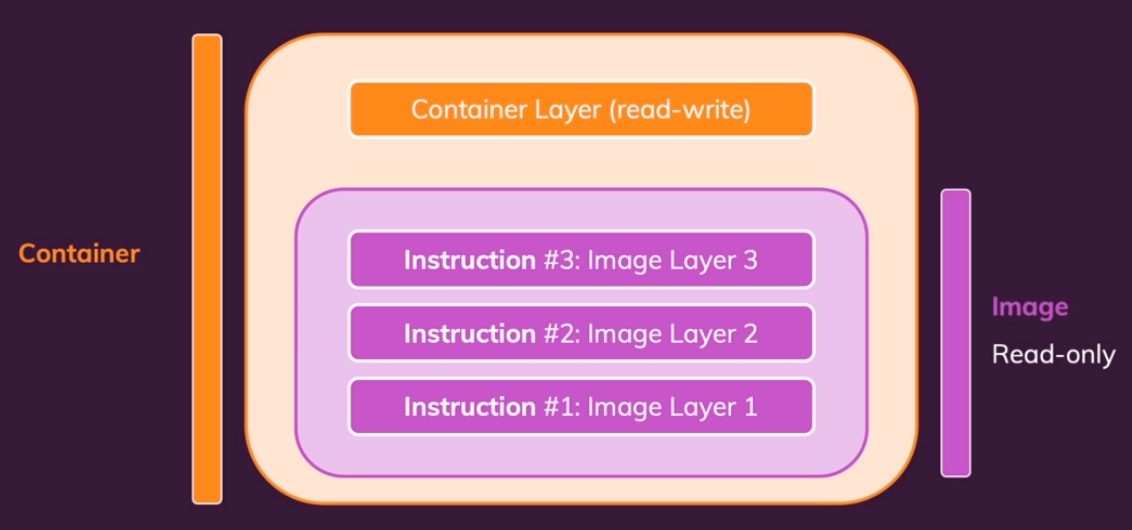 Container Layer (read-write)
Container
Instruction #3: Image Layer 3
Instruction #2: Image Layer 2
Instruction #1: Image Layer 1
Image
Read-only